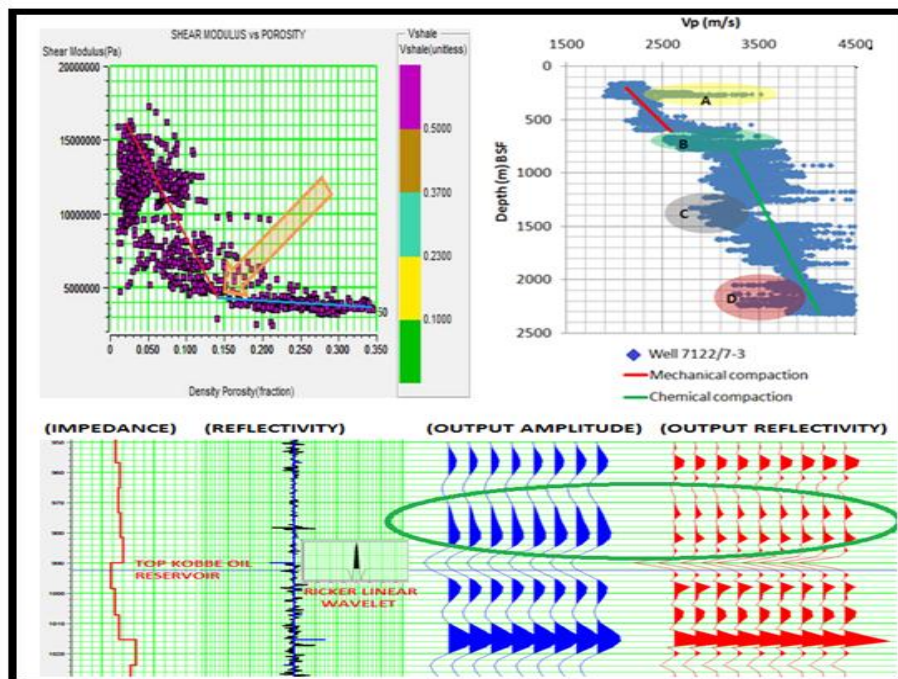 SHEAR MODULUS vs POROSITY
Shear Modulus(Pa)
20000000
15000000
10000000
5000000
0
0 0.050 0.100 0.150 0.200 0.250 0.300 0.350
Density Porosity(fraction)
Vshale
Vshale(unitless)
0.5000
0.3700
0.2300
0.1000
Vp (m/s)
1500 2500 3500 4500
0
500
1000
1500
2000
2500
Depth (m) BSF
A
B
C
D
Well 7122/7-3
Mechanical compaction
Chemical compaction
(IMPEDANCE) (REFLECTIVITY) (OUTPUT AMPLITUDE) (OUTPUT REFLECTIVITY)
TOP KOBBE OIL
RESERVOIR
RICKER LINEAR
WAVELET